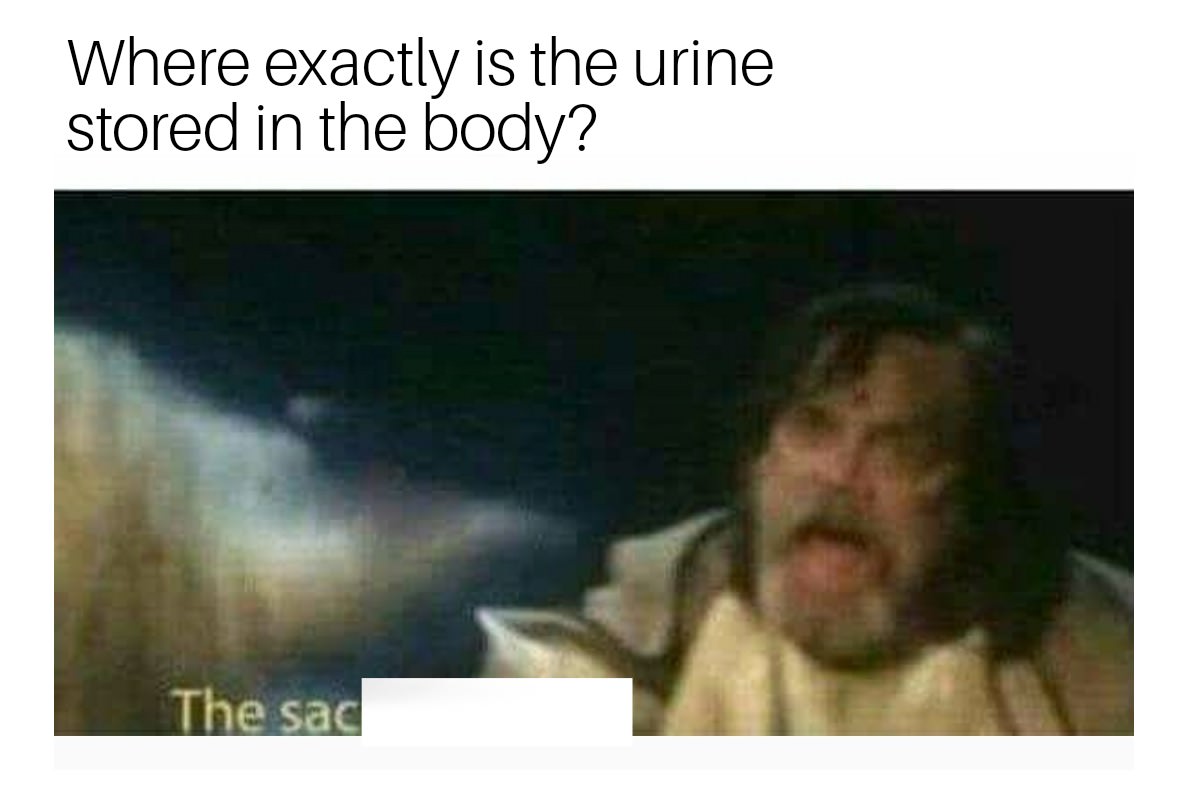 Where exactly is the urine
stored in the body?
The sac